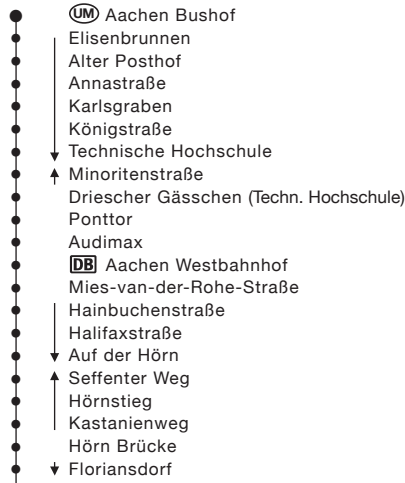 UM Aachen Bushof
Elisenbrunnen
Alter Posthof
Annastraße
Karlsgraben
Königstraße
Technische Hochschule
Minoritenstraße
Driescher Gässchen (Techn. Hochschule)
Ponttor
Audimax
DB Aachen Westbahnhof
Mies-van-der-Rohe-Straße
Hainbuchenstraße
Halifaxstraße
Auf der Hörn
Seffenter Weg
Hörnstieg
Kastanienweg
Hörn Brücke
Floriansdorf